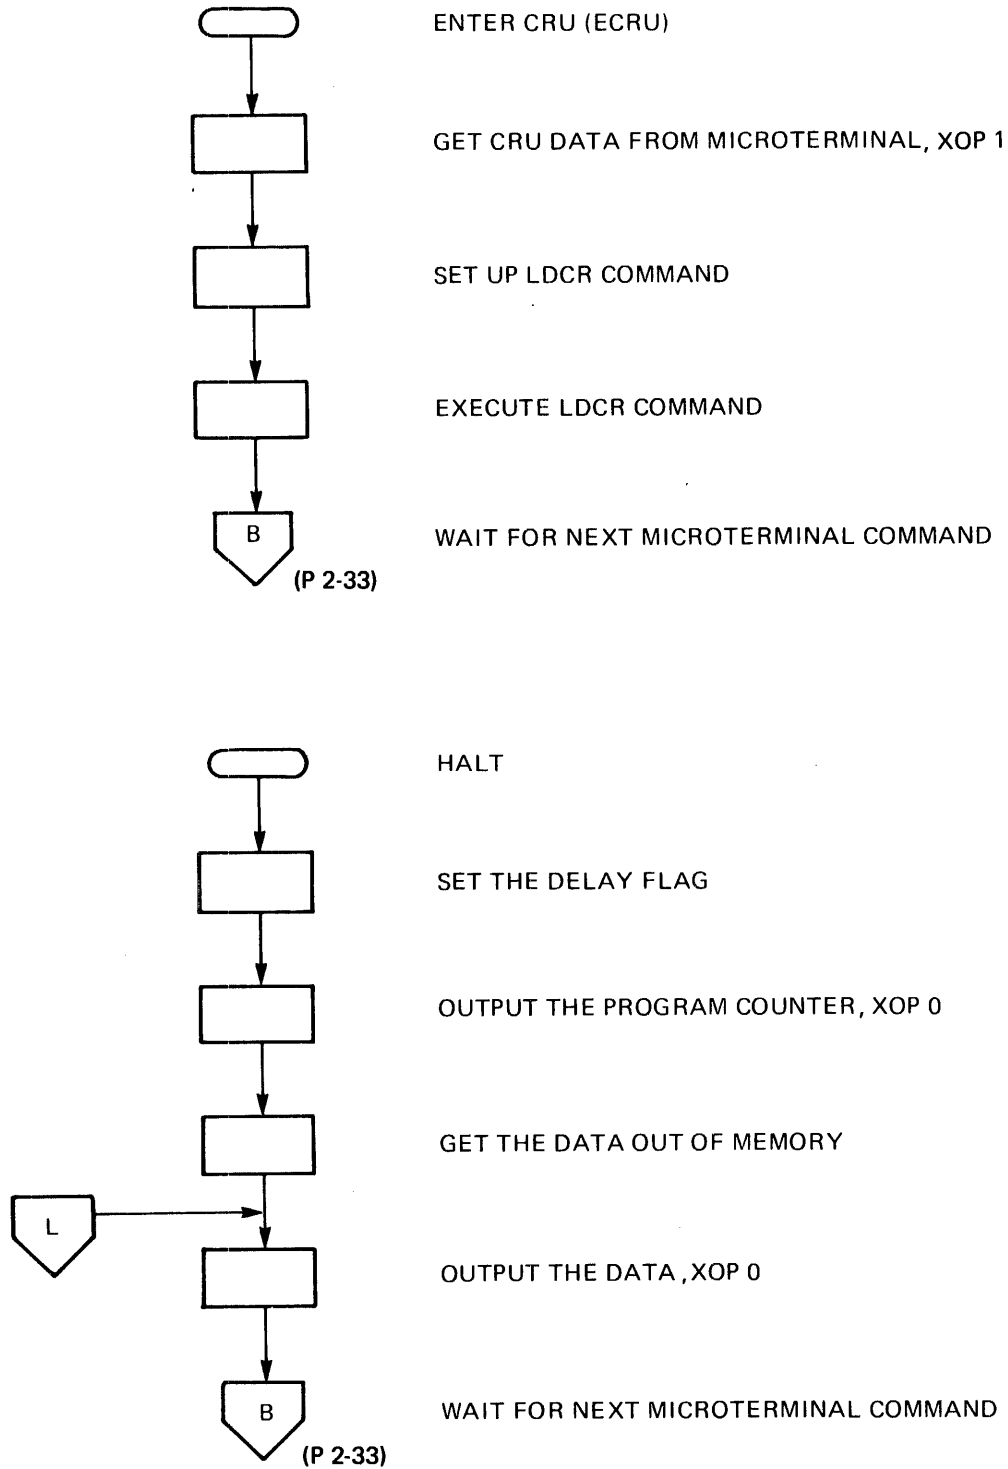 ENTER CRU (ECRU)
GET CRU DATA FROM MICROTERMINAL, XOP 1
SET UP LDCR COMMAND
EXECUTE LDCR COMMAND
B
WAIT FOR NEXT MICROTERMINAL COMMAND
(P 2-33)
HALT
SET THE DELAY FLAG
OUTPUT THE PROGRAM COUNTER, XOP 0
GET THE DATA OUT OF MEMORY
L
OUTPUT THE DATA ,XOP 0
B
WAIT FOR NEXT MICROTERMINAL COMMAND
(P 2-33)